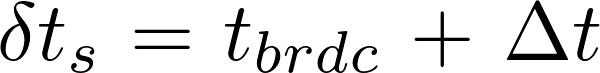 δt_s = t_{brdc} + Δt